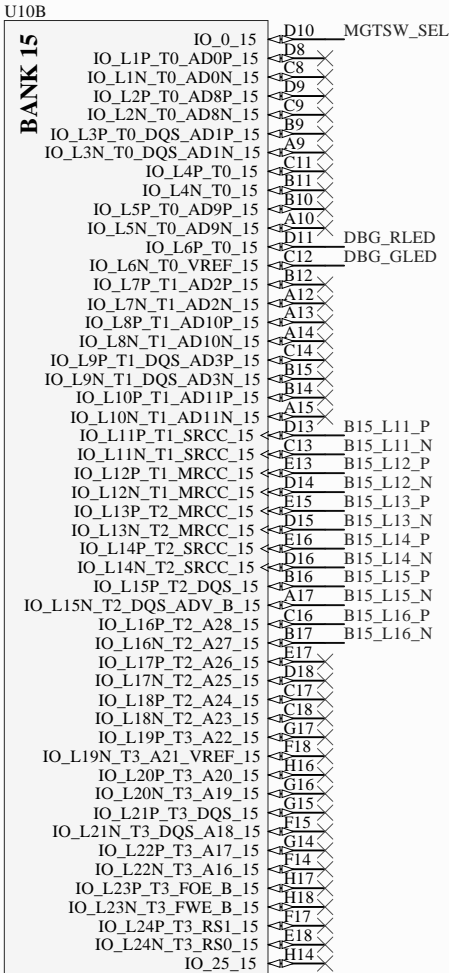 U10B
BANK 15
IO_0_15 D10 MGTSW_SEL
IO_L1P_T0_AD0P_15 D8
IO_L1N_T0_AD0N_15 C8
IO_L2P_T0_AD8P_15 D9
IO_L2N_T0_AD8N_15 C9
IO_L3P_T0_DQS_AD1P_15 B9
IO_L3N_T0_DQS_AD1N_15 A9
IO_L4P_T0_15 C11
IO_L4N_T0_15 B11
IO_L5P_T0_AD9P_15 B10
IO_L5N_T0_AD9N_15 A10
IO_L6P_T0_15 D11 DBG_RLED
IO_L6N_T0_VREF_15 C12 DBG_GLED
IO_L7P_T1_AD2P_15 B12
IO_L7N_T1_AD2N_15 A12
IO_L8P_T1_AD10P_15 A13
IO_L8N_T1_AD10N_15 A14
IO_L9P_T1_DQS_AD3P_15 C14
IO_L9N_T1_DQS_AD3N_15 B15
IO_L10P_T1_AD11P_15 B14
IO_L10N_T1_AD11N_15 A15
IO_L11P_T1_SRCC_15 D13 B15_L11_P
IO_L11N_T1_SRCC_15 C13 B15_L11_N
IO_L12P_T1_MRCC_15 E13 B15_L12_P
IO_L12N_T1_MRCC_15 D14 B15_L12_N
IO_L13P_T2_MRCC_15 E15 B15_L13_P
IO_L13N_T2_MRCC_15 D15 B15_L13_N
IO_L14P_T2_SRCC_15 E16 B15_L14_P
IO_L14N_T2_SRCC_15 D16 B15_L14_N
IO_L15P_T2_DQS_15 B16 B15_L15_P
IO_L15N_T2_DQS_ADV_B_15 A17 B15_L15_N
IO_L16P_T2_A28_15 C16 B15_L16_P
IO_L16N_T2_A27_15 B17 B15_L16_N
IO_L17P_T2_A26_15 E17
IO_L17N_T2_A25_15 D18
IO_L18P_T2_A24_15 C17
IO_L18N_T2_A23_15 C18
IO_L19P_T3_A22_15 G17
IO_L19N_T3_A21_VREF_15 F18
IO_L20P_T3_A20_15 H16
IO_L20N_T3_A19_15 G16
IO_L21P_T3_DQS_15 G15
IO_L21N_T3_DQS_A18_15 F15
IO_L22P_T3_A17_15 G14
IO_L22N_T3_A16_15 F14
IO_L23P_T3_FOE_B_15 H17
IO_L23N_T3_FWE_B_15 H18
IO_L24P_T3_RS1_15 F17
IO_L24N_T3_RS0_15 E18
IO_25_15 H14